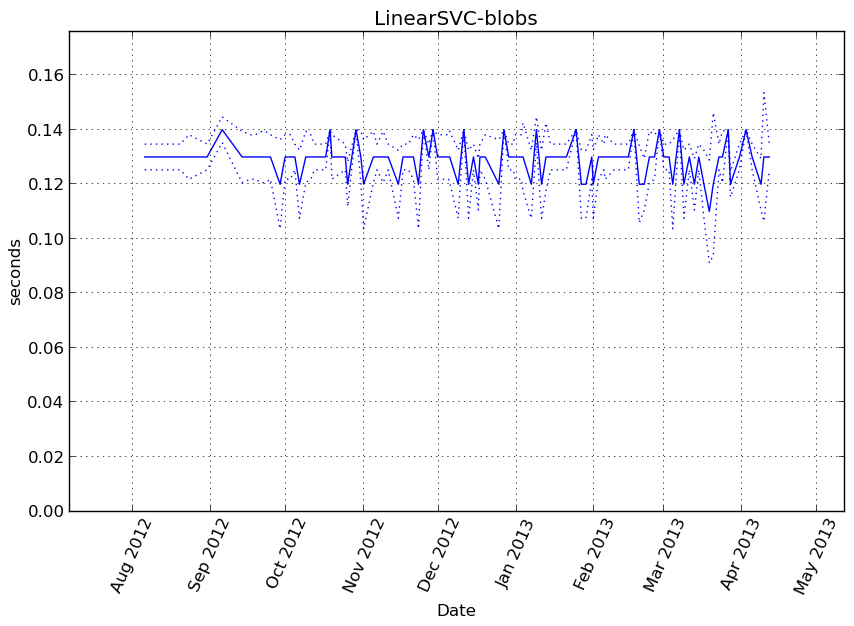 LinearSVC-blobs
0.16
0.14
0.12
0.10
0.08
0.06
0.04
0.02
0.00
seconds
Aug 2012
Sep 2012
Oct 2012
Nov 2012
Dec 2012
Jan 2013
Feb 2013
Mar 2013
Apr 2013
May 2013
Date